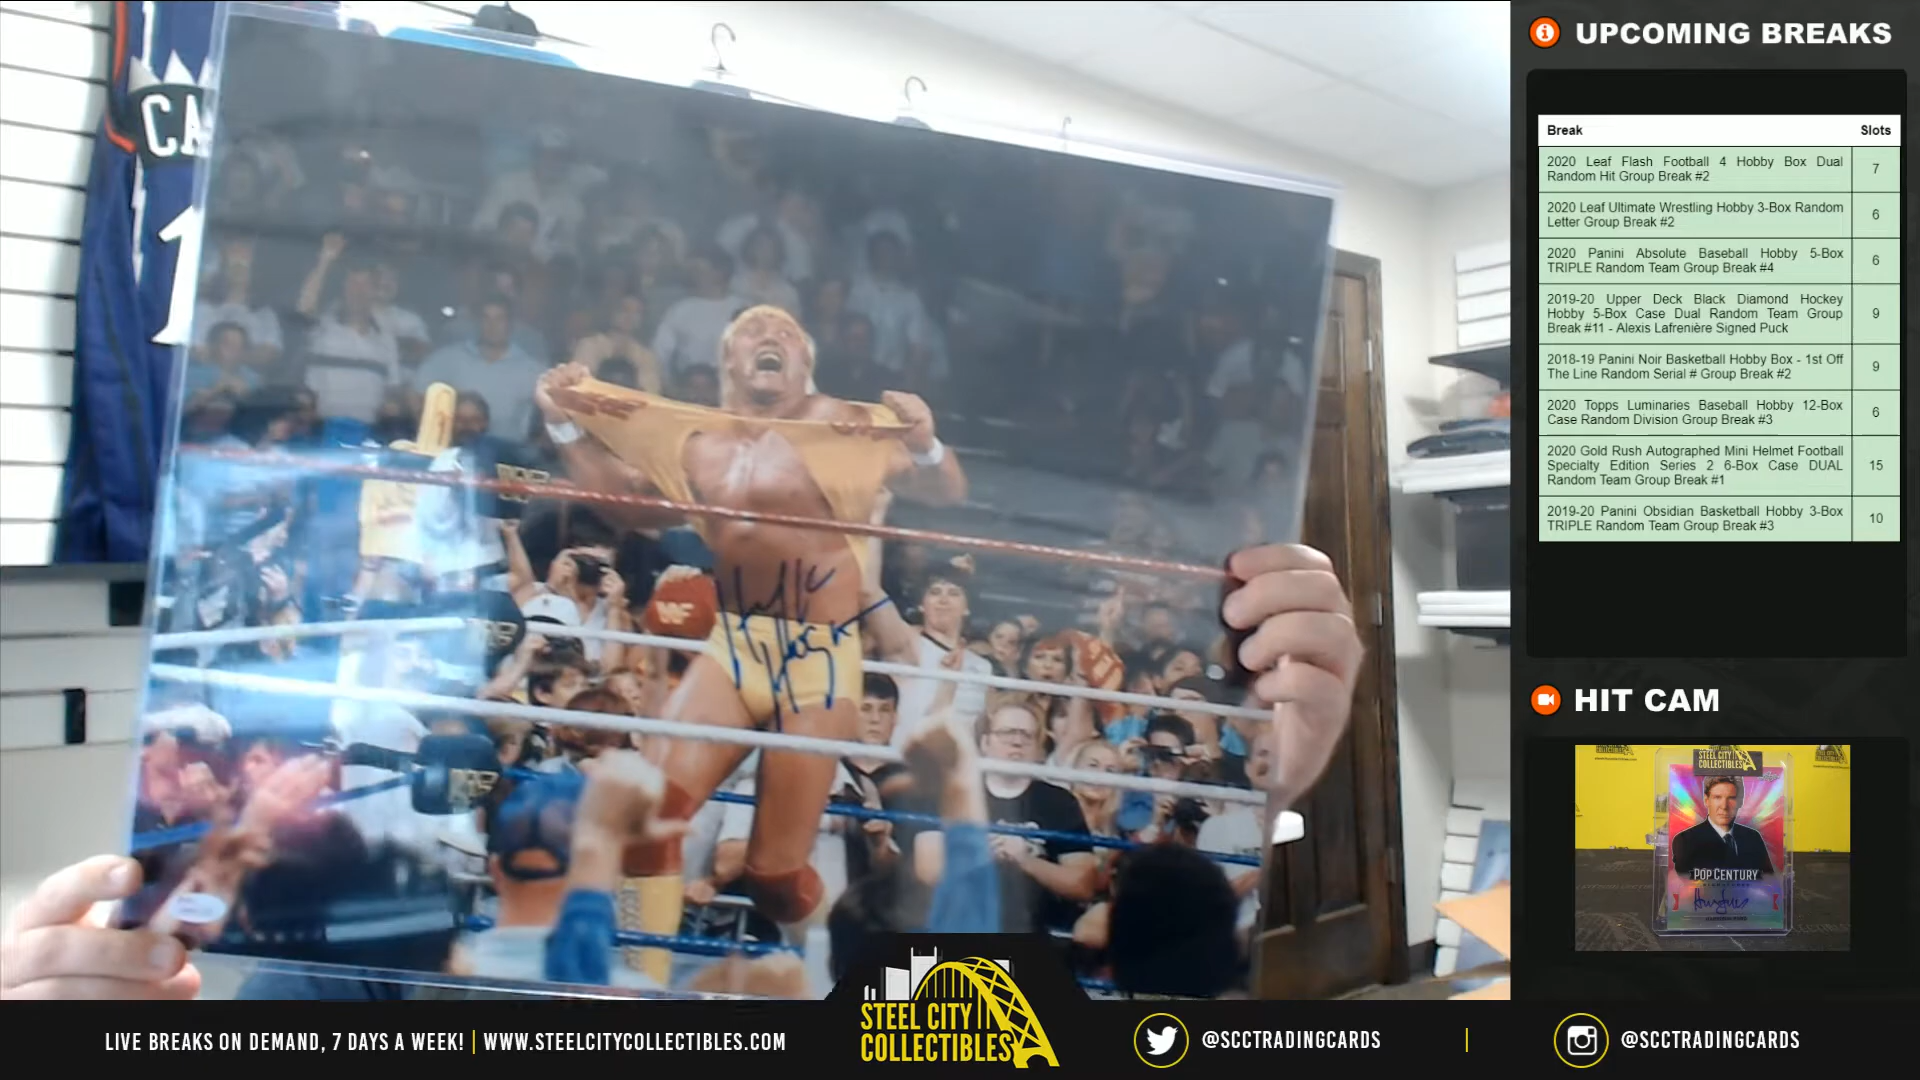 CA
1
WF
Hulk
Hogan
UPCOMING BREAKS
Break Slots
2020 Leaf Flash Football 4 Hobby Box Dual
Random Hit Group Break #2
7
2020 Leaf Ultimate Wrestling Hobby 3-Box Random
Letter Group Break #2
6
2020 Panini Absolute Baseball Hobby 5-Box
TRIPLE Random Team Group Break #4
6
2019-20 Upper Deck Black Diamond Hockey
Hobby 5-Box Case Dual Random Team Group
Break #11 - Alexis Lafrenière Signed Puck
9
2018-19 Panini Noir Basketball Hobby Box - 1st Off
The Line Random Serial # Group Break #2
9
2020 Topps Luminaries Baseball Hobby 12-Box
Case Random Division Group Break #3
6
2020 Gold Rush Autographed Mini Helmet Football
Specialty Edition Series 2 6-Box Case DUAL
Random Team Group Break #1
15
2019-20 Panini Obsidian Basketball Hobby 3-Box
TRIPLE Random Team Group Break #3
10
HIT CAM
STEEL CITY
COLLECTIBLES
POP CENTURY
LIVE BREAKS ON DEMAND, 7 DAYS A WEEK! | WWW.STEELCITYCOLLECTIBLES.COM
STEEL CITY
COLLECTIBLES
@SCCTRADINGCARDS
@SCCTRADINGCARDS